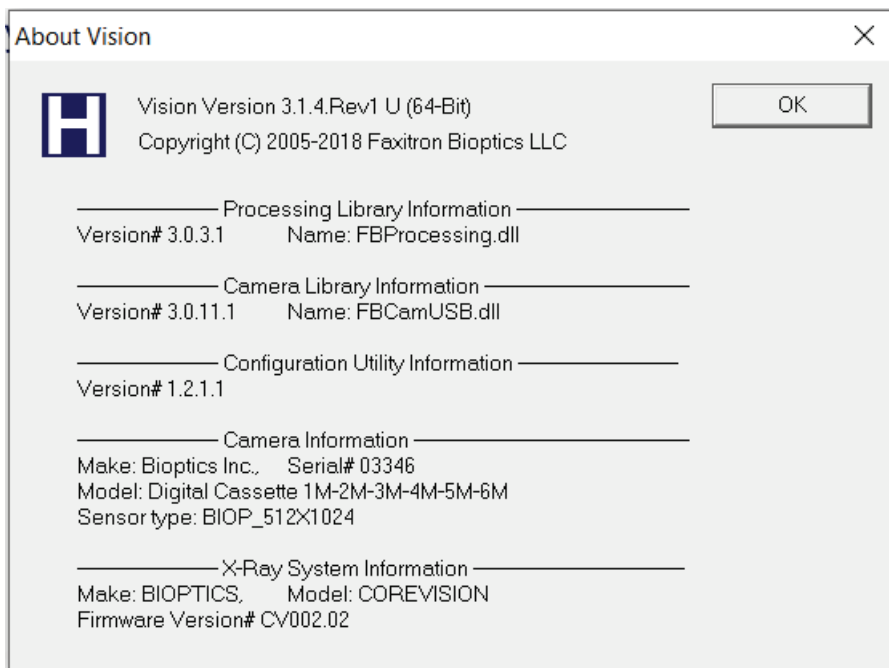 About Vision
H
Vision Version 3.1.4.Rev1 U (64-Bit)
OK
Copyright (C) 2005-2018 Faxitron Bioptics LLC
Processing Library Information
Version# 3.0.3.1 Name: FBProcessing.dll
Camera Library Information
Version# 3.0.11.1 Name: FBCamUSB.dll
Configuration Utility Information
Version# 1.2.1.1
Camera Information
Make: Bioptics Inc., Serial# 03346
Model: Digital Cassette 1M-2M-3M-4M-5M-6M
Sensor type: BIOP_512X1024
X-Ray System Information
Make: BIOPTICS, Model: COREVISION
Firmware Version# CV002.02